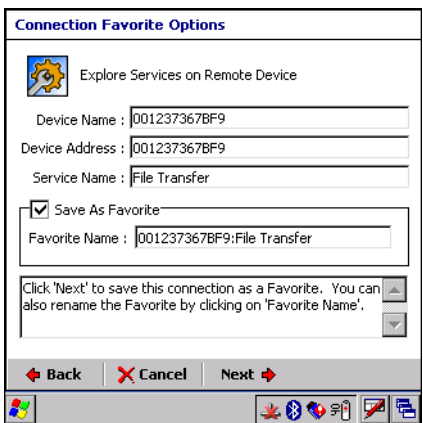 Connection Favorite Options
Explore Services on Remote Device
Device Name : 001237367BF9
Device Address : 001237367BF9
Service Name : File Transfer
Save As Favorite
Favorite Name : 001237367BF9:File Transfer
Click 'Next' to save this connection as a Favorite. You can
also rename the Favorite by clicking on 'Favorite Name'.
Back Cancel Next